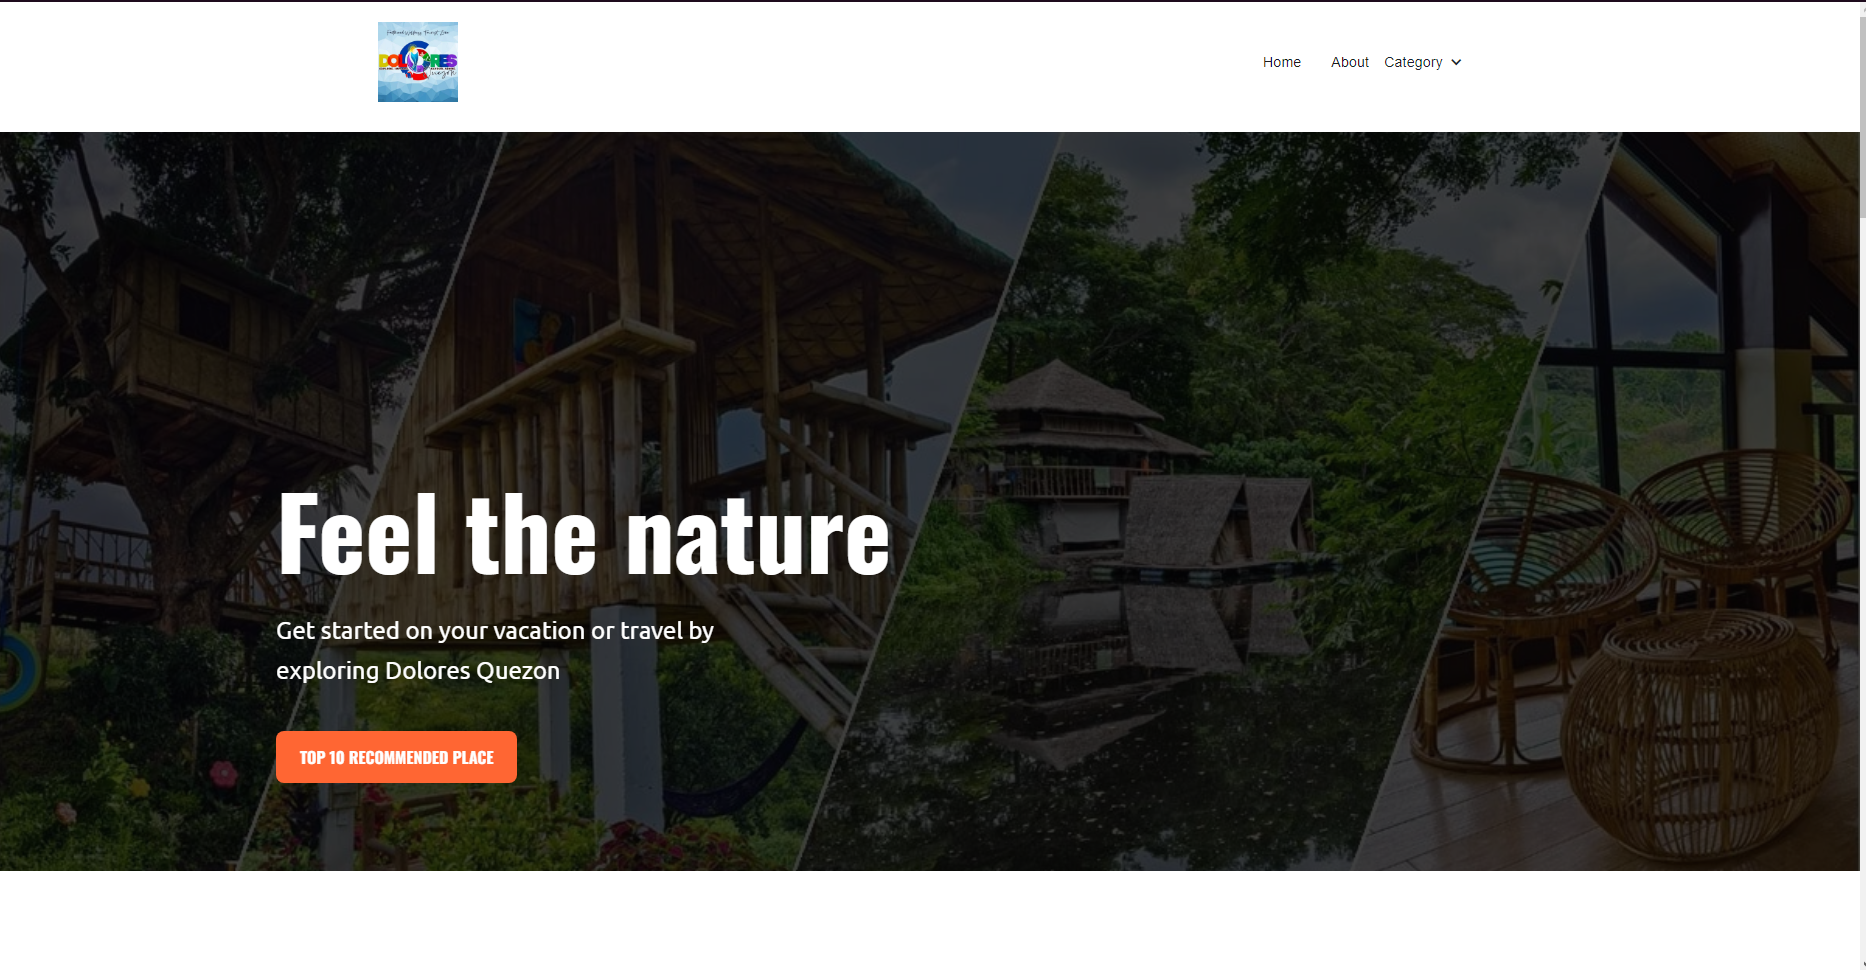 DOLORES
Quezon
Home
About
Category
Feel the nature
Get started on your vacation or travel by
exploring Dolores Quezon
TOP 10 RECOMMENDED PLACE